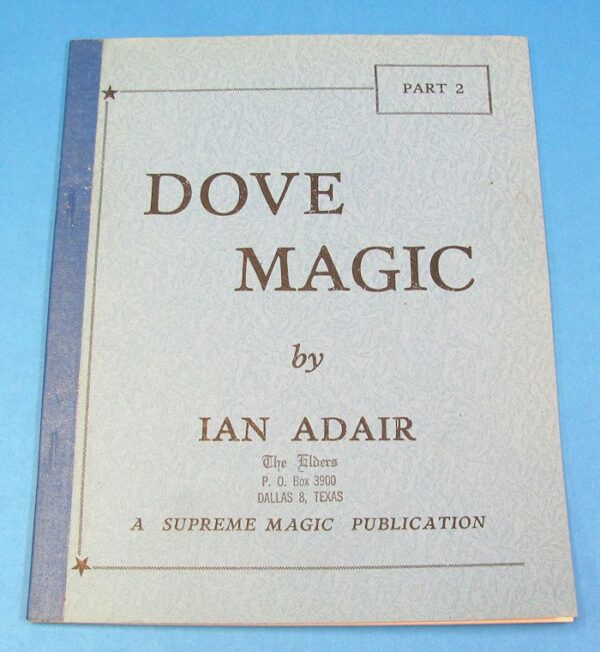 PART 2
DOVE
MAGIC
by
IAN ADAIR
The Elders
P. O. Box 3900
DALLAS 8, TEXAS
A SUPREME MAGIC PUBLICATION